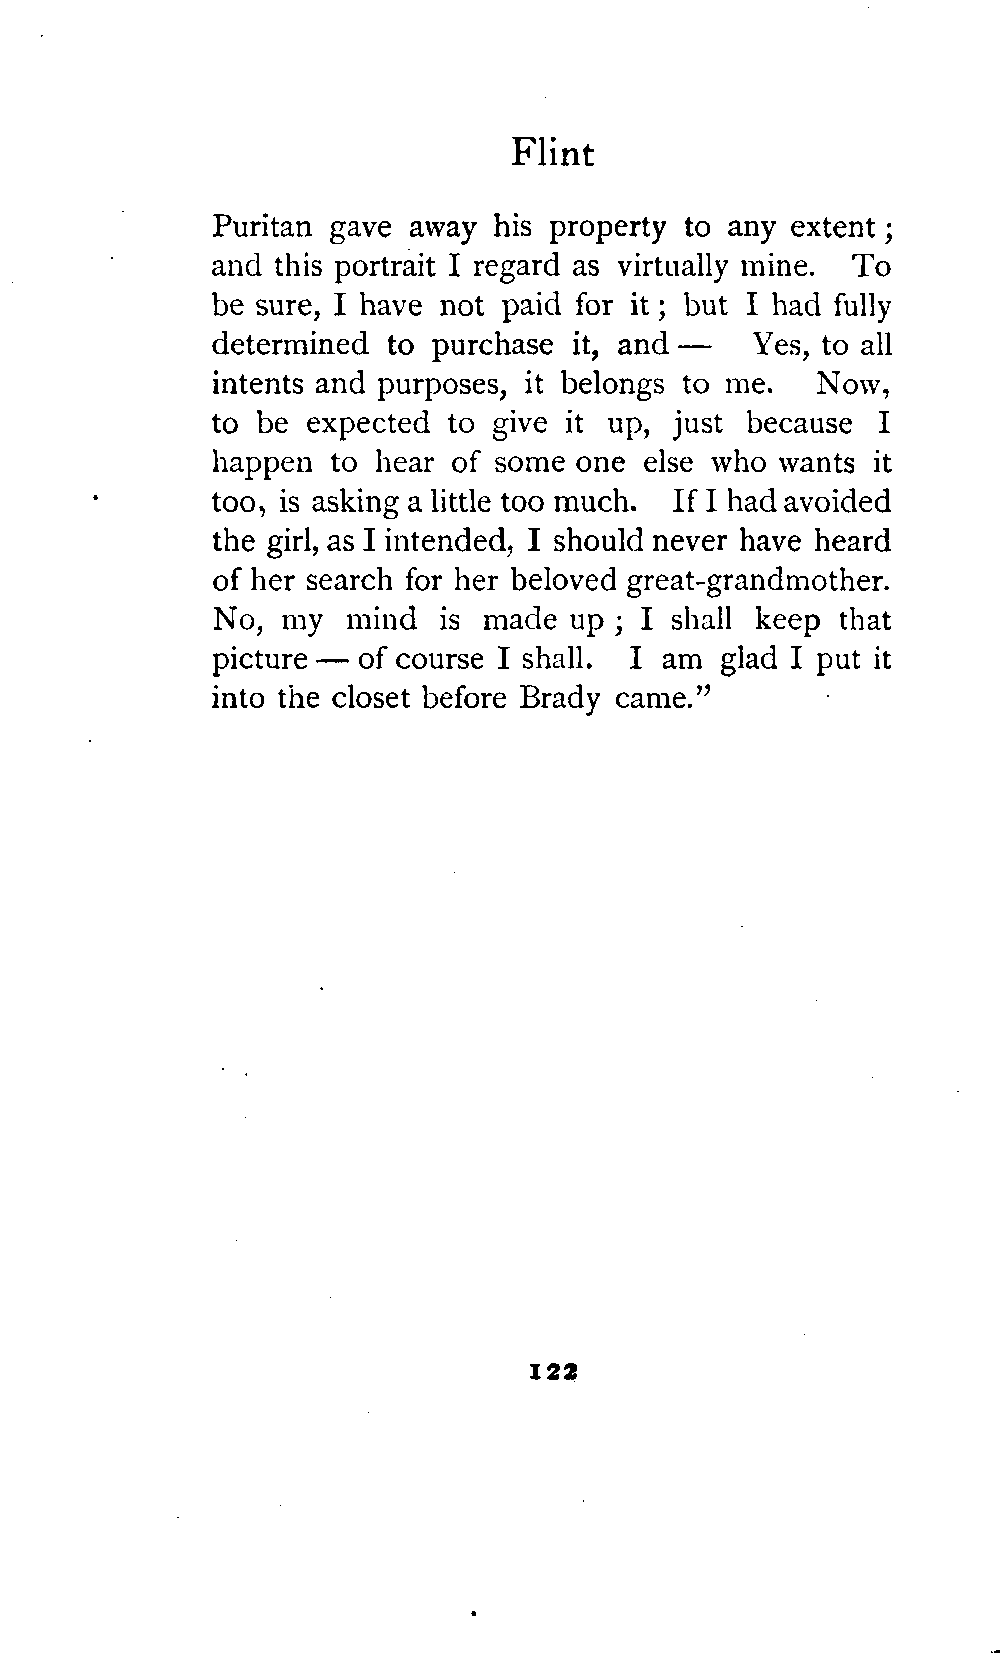 Flint
Puritan gave away his property to any extent ;
and this portrait I regard as virtually mine. To
be sure, I have not paid for it ; but I had fully
determined to purchase it, and — Yes, to all
intents and purposes, it belongs to me. Now,
to be expected to give it up, just because I
happen to hear of some one else who wants it
too, is asking a little too much. If I had avoided
the girl, as I intended, I should never have heard
of her search for her beloved great-grandmother.
No, my mind is made up ; I shall keep that
picture — of course I shall. I am glad I put it
into the closet before Brady came.”
122